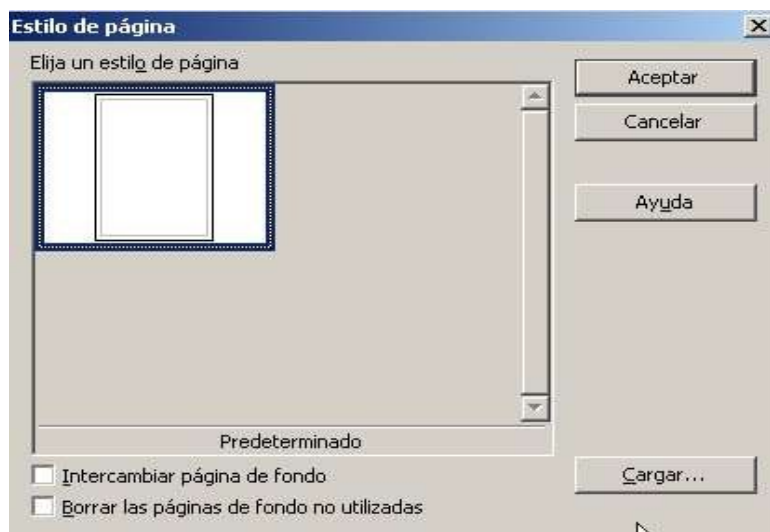 Estilo de página
Elija un estilo de página
Aceptar
Cancelar
Ayuda
Predeterminado
Intercambiar página de fondo
Cargar...
Borrar las páginas de fondo no utilizadas